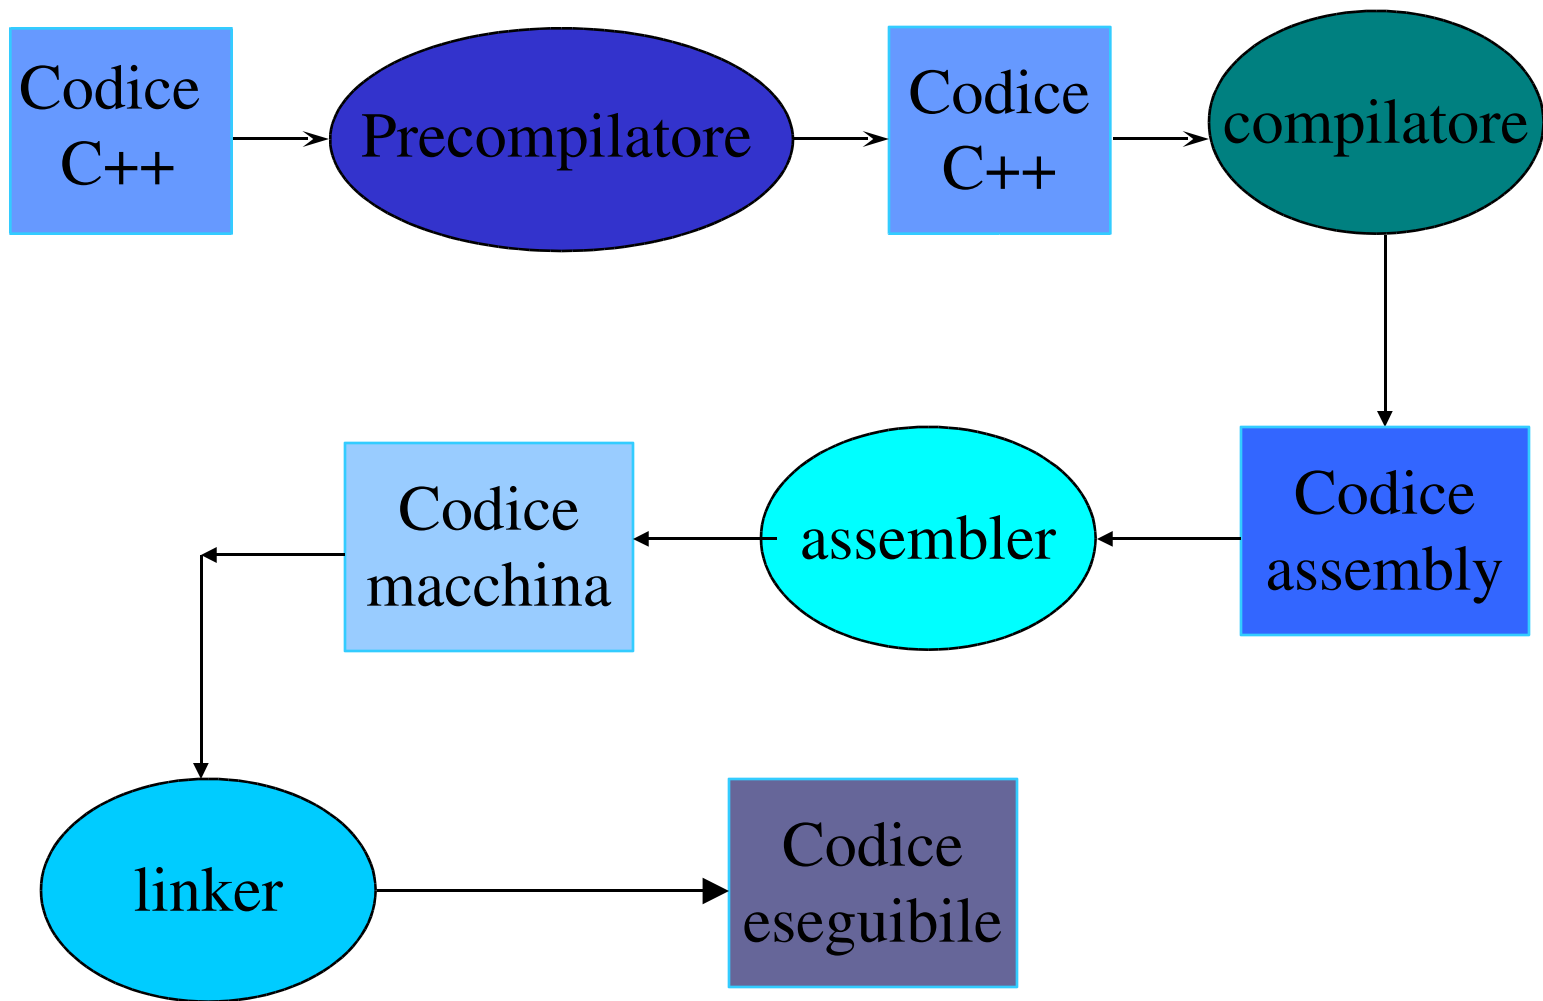 Codice
C++
Precompilatore
Codice
C++
compilatore
Codice
assembly
assembler
Codice
macchina
linker
Codice
eseguibile